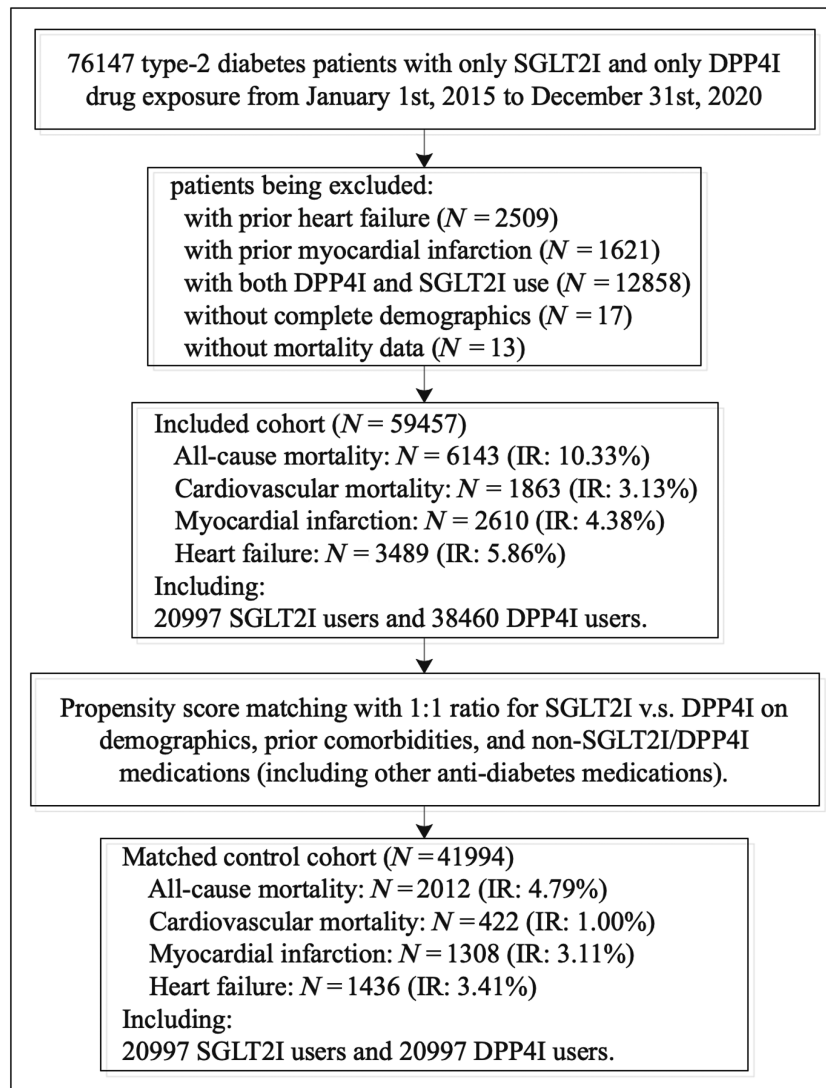 76147 type-2 diabetes patients with only SGLT2I and only DPP4I
drug exposure from January 1st, 2015 to December 31st, 2020
patients being excluded:
with prior heart failure (N = 2509)
with prior myocardial infarction (N = 1621)
with both DPP4I and SGLT2I use (N = 12858)
without complete demographics (N = 17)
without mortality data (N = 13)
Included cohort (N = 59457)
All-cause mortality: N = 6143 (IR: 10.33%)
Cardiovascular mortality: N = 1863 (IR: 3.13%)
Myocardial infarction: N = 2610 (IR: 4.38%)
Heart failure: N = 3489 (IR: 5.86%)
Including:
20997 SGLT2I users and 38460 DPP4I users.
Propensity score matching with 1:1 ratio for SGLT2I v.s. DPP4I on
demographics, prior comorbidities, and non-SGLT2I/DPP4I
medications (including other anti-diabetes medications).
Matched control cohort (N = 41994)
All-cause mortality: N = 2012 (IR: 4.79%)
Cardiovascular mortality: N = 422 (IR: 1.00%)
Myocardial infarction: N = 1308 (IR: 3.11%)
Heart failure: N = 1436 (IR: 3.41%)
Including:
20997 SGLT2I users and 20997 DPP4I users.